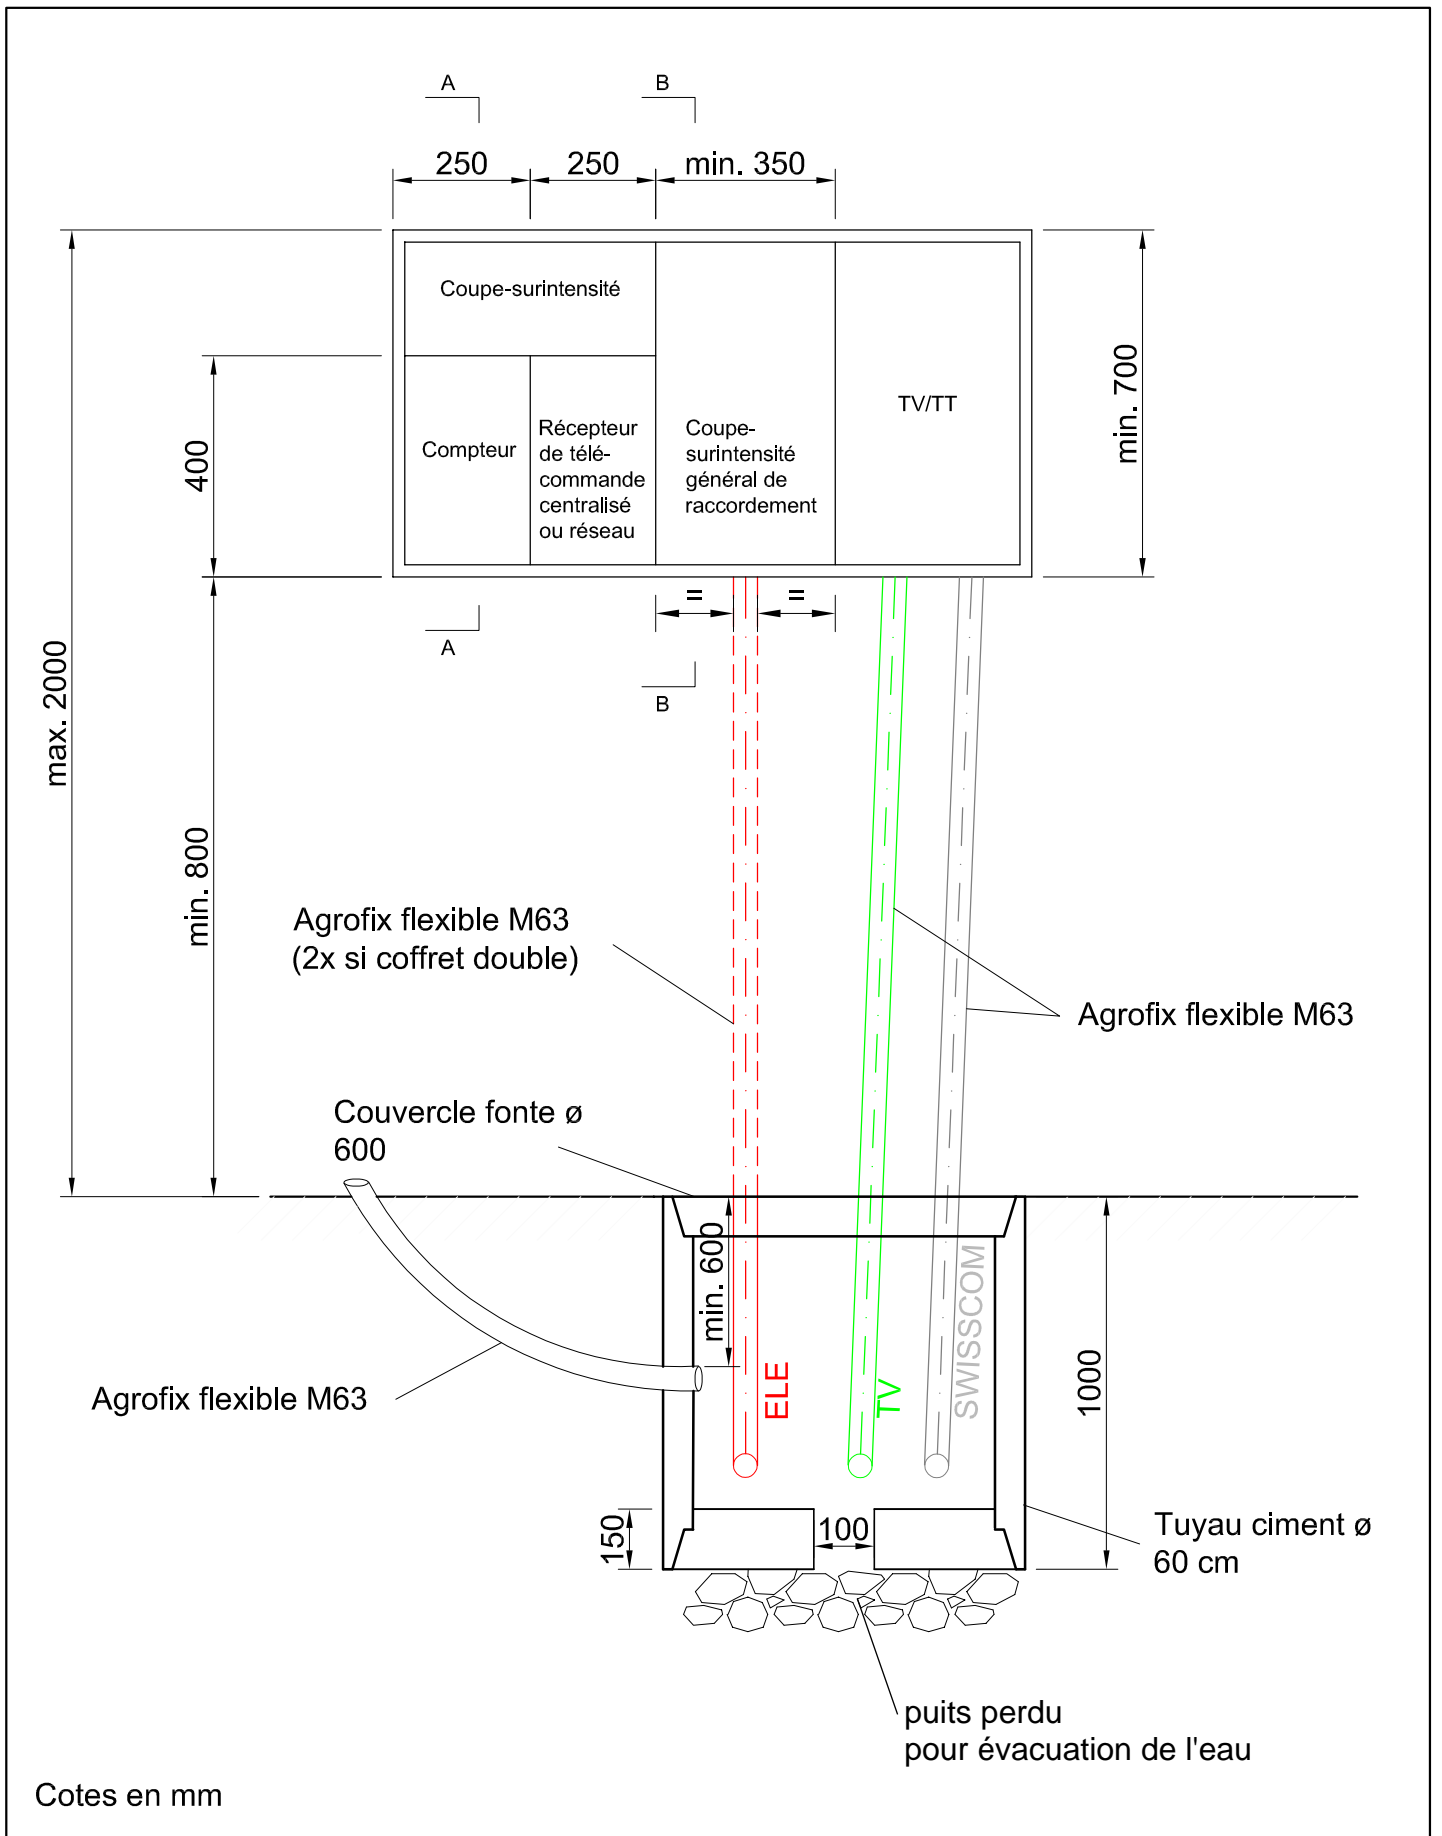 A
B
250
250
min. 350
Coupe-surintensité
Compteur
Récepteur
de télé-
commande
centralisé
ou réseau
Coupe-
surintensité
général de
raccordement
TV/TT
min. 700
400
max. 2000
min. 800
=
=
A
B
Agrofix flexible M63
(2x si coffret double)
Agrofix flexible M63
Couvercle fonte ø
600
min. 600
ELE
TV
SWISSCOM
1000
Agrofix flexible M63
150
100
Tuyau ciment ø
60 cm
puits perdu
pour évacuation de l'eau
Cotes en mm